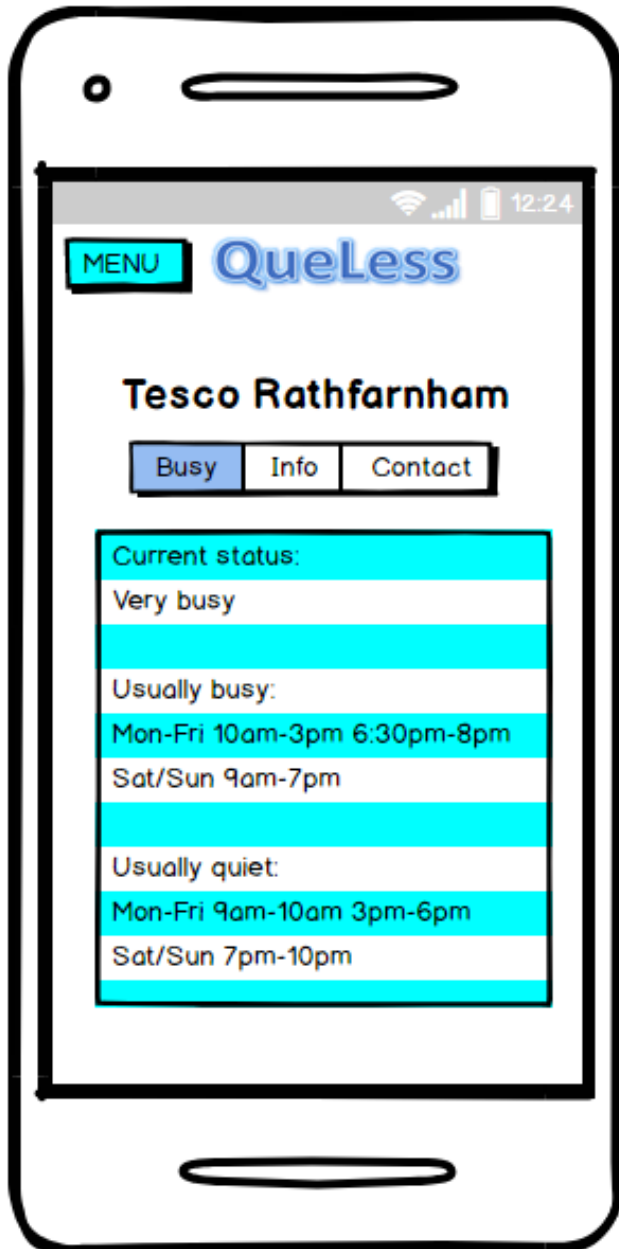 12:24
MENU QueLess
Tesco Rathfarnham
Busy Info Contact
Current status:
Very busy
Usually busy:
Mon-Fri 10am-3pm 6:30pm-8pm
Sat/Sun 9am-7pm
Usually quiet:
Mon-Fri 9am-10am 3pm-6pm
Sat/Sun 7pm-10pm